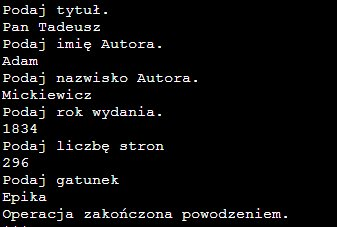 Podaj tytuł.
Pan Tadeusz
Podaj imię Autora.
Adam
Podaj nazwisko Autora.
Mickiewicz
Podaj rok wydania.
1834
Podaj liczbę stron
296
Podaj gatunek
Epika
Operacja zakończona powodzeniem.